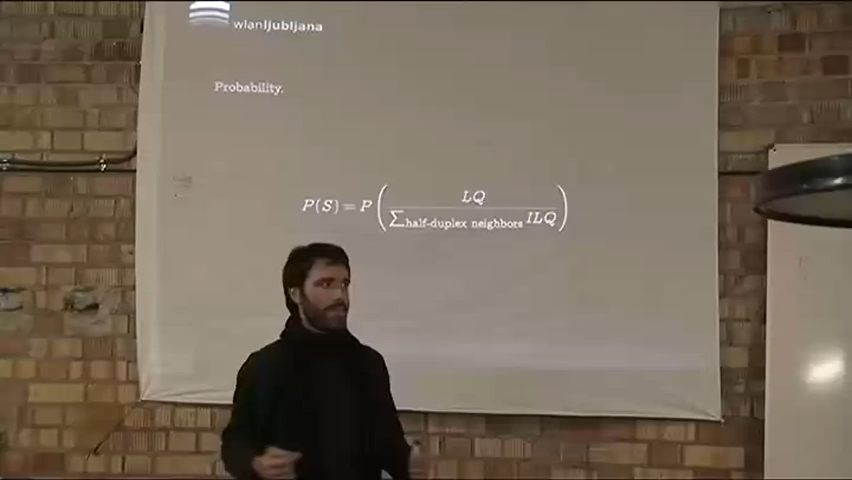 wlanljubljana
Probability.
P(S) = P(LQ / ∑half-duplex neighbors ILQ)